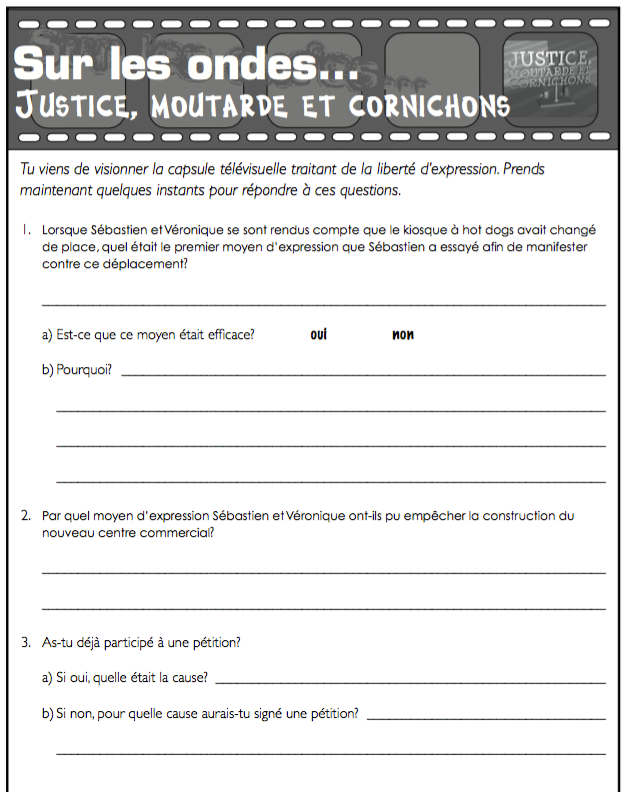 Sur les ondes...
JUSTICE, MOUTARDE ET CORNICHONS
JUSTICE,
MOUTARDE ET
CORNICHONS
Tu viens de visionner la capsule télévisuelle traitant de la liberté d'expression. Prends
maintenant quelques instants pour répondre à ces questions.
1. Lorsque Sébastien et Véronique se sont rendus compte que le kiosque à hot dogs avait changé
de place, quel était le premier moyen d'expression que Sébastien a essayé afin de manifester
contre ce déplacement?
a) Est-ce que ce moyen était efficace? oui non
b) Pourquoi?
2. Par quel moyen d'expression Sébastien et Véronique ont-ils pu empêcher la construction du
nouveau centre commercial?
3. As-tu déjà participé à une pétition?
a) Si oui, quelle était la cause?
b) Si non, pour quelle cause aurais-tu signé une pétition?